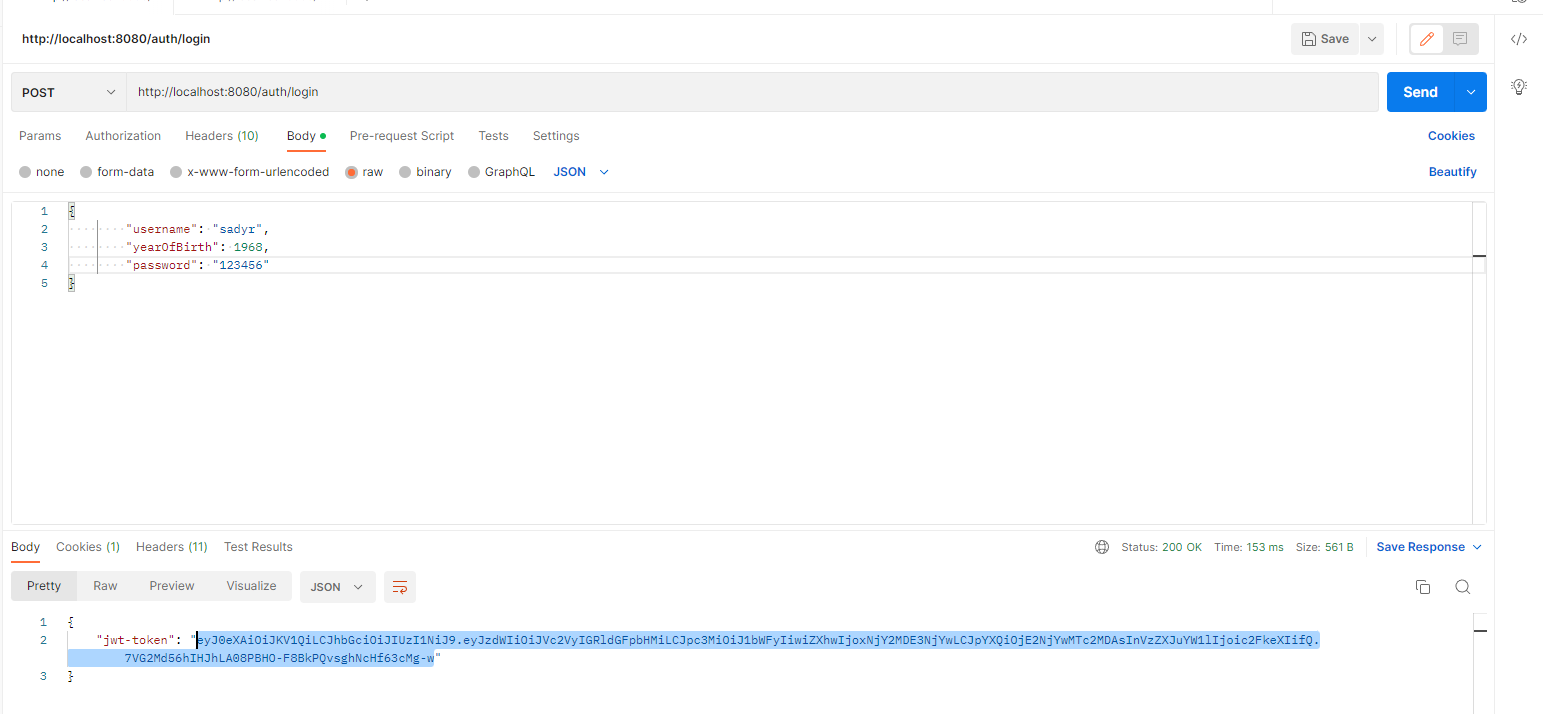 http://localhost:8080/auth/login
Save
POST
http://localhost:8080/auth/login
Send
Params Authorization Headers (10) Body Pre-request Script Tests Settings Cookies
none form-data x-www-form-urlencoded raw binary GraphQL JSON Beautify
1 {
2 "username": "sadyr",
3 "yearOfBirth": 1968,
4 "password": "123456"
5 }
Body Cookies (1) Headers (11) Test Results Status: 200 OK Time: 153 ms Size: 561 B Save Response
Pretty Raw Preview Visualize JSON
1 {
2 "jwt-token": "eyJ0eXAiOiJKV1QiLCJhbGciOiJIUzI1NiJ9.eyJzdWIiOiJVc2VyIGRldGFpbHMiLCJpc3MiOiJ1bWFyIiwiZXhwIjoxNjY2MDE3NjYwLCJpYXQiOjE2NjYwMTc2MDAsInVzZXJuYW1lIjoic2FkeXIifQ.
7VG2Md56hIHJhLA08PBHO-F8BkPQvsghNcHf63cMg-w"
3 }